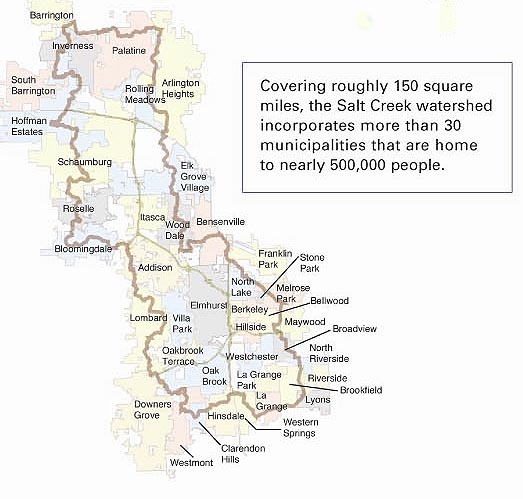 Barrington
Inverness
Palatine
South
Barrington
Rolling
Meadows
Arlington
Heights
Hoffman
Estates
Schaumburg
Elk
Grove
Village
Roselle
Itasca
Wood
Dale
Bensenville
Bloomingdale
Addison
Franklin
Park
Stone
Park
North
Lake
Melrose
Park
Elmhurst
Berkeley
Bellwood
Lombard
Villa
Park
Hillside
Maywood
Broadview
Oakbrook
Terrace
Westchester
North
Riverside
Oak
Brook
La Grange
Park
Riverside
Brookfield
La
Grange
Lyons
Downers
Grove
Hinsdale
Western
Springs
Clarendon
Hills
Westmont
Covering roughly 150 square
miles, the Salt Creek watershed
incorporates more than 30
municipalities that are home
to nearly 500,000 people.